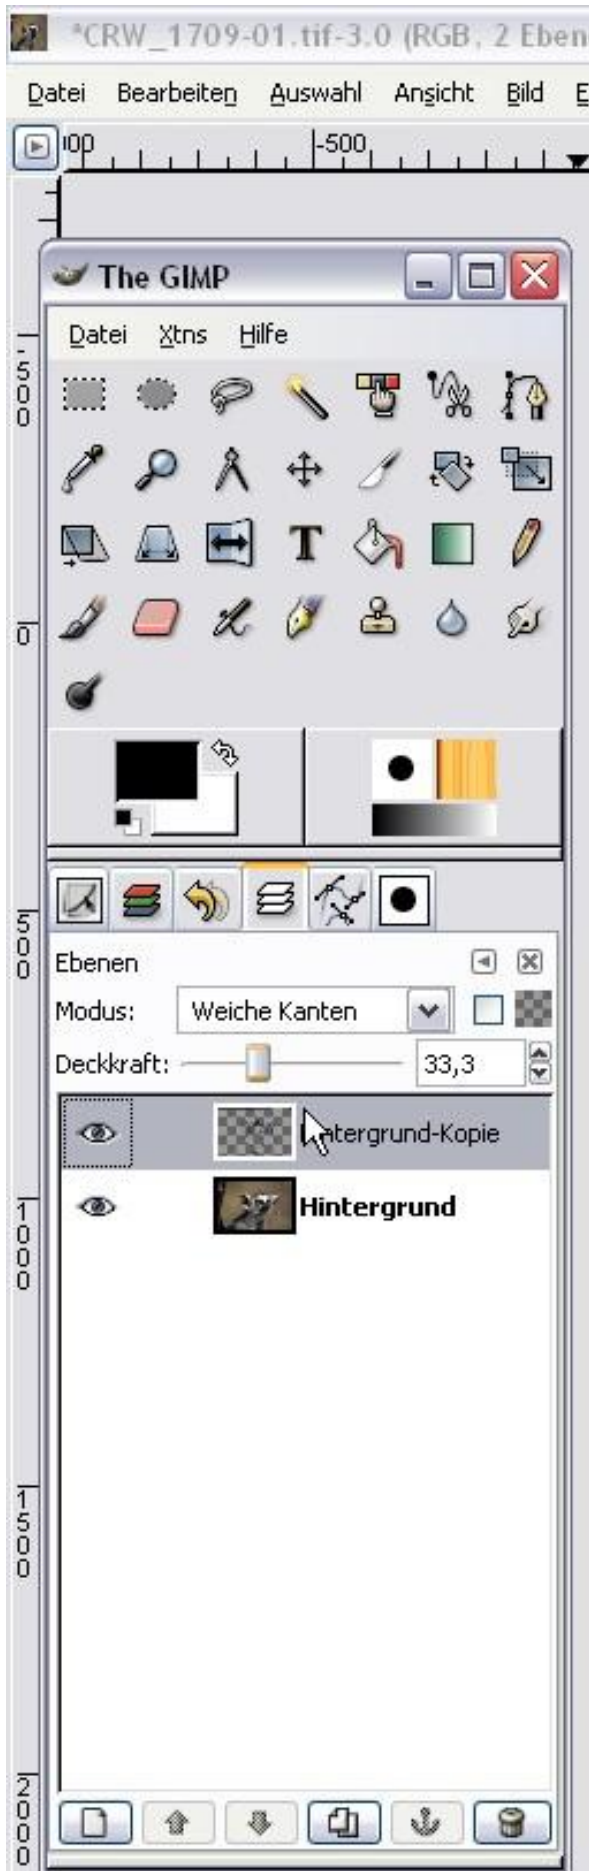 *CRW_1709-01.tif-3.0 (RGB, 2 Eben
Datei Bearbeiten Auswahl Ansicht Bild E
-500
The GIMP
Datei Xtns Hilfe
-500
0
500
Ebenen
Modus: Weiche Kanten
Deckkraft: 33,3
tergrund-Kopie
Hintergrund
1000
1500
2000